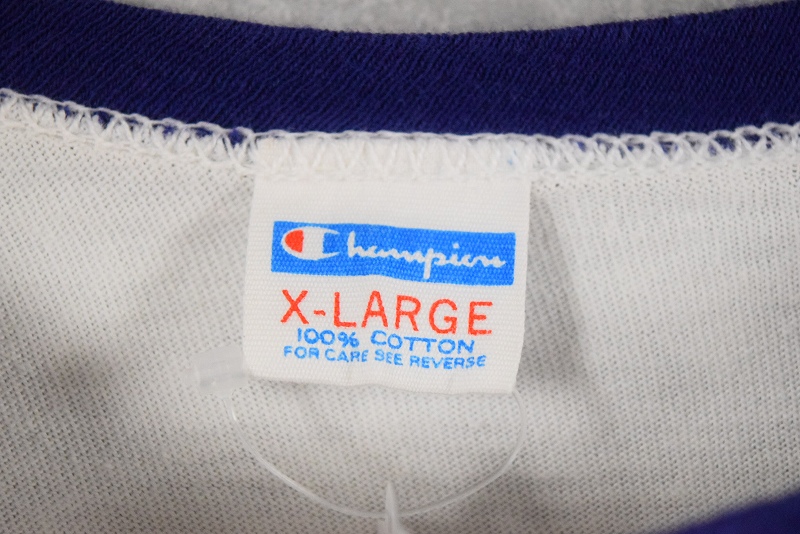 Champion
X-LARGE
100% COTTON
FOR CARE SEE REVERSE